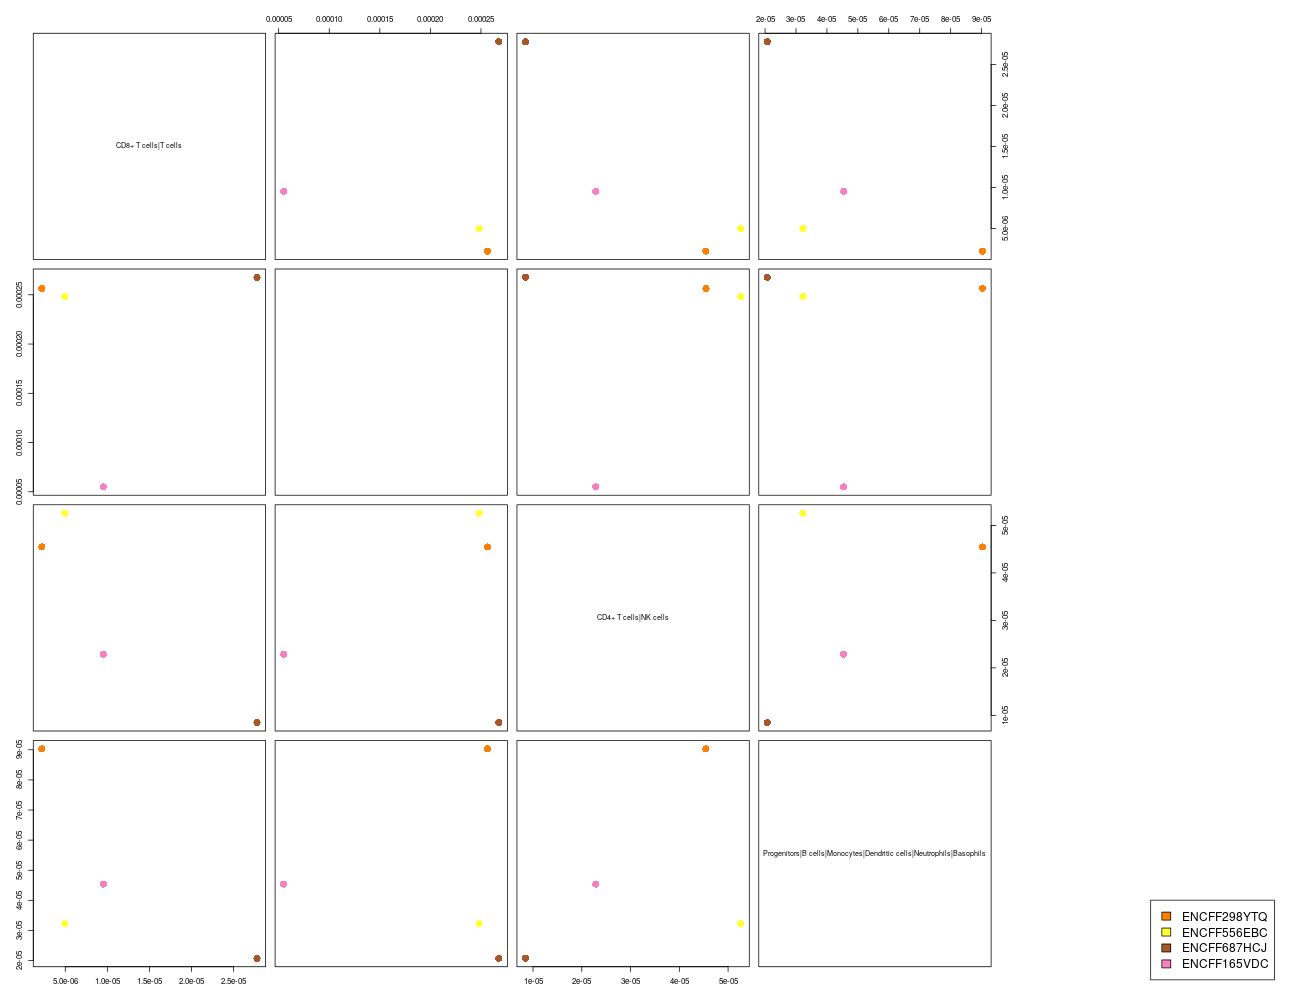 0.00005 0.00010 0.00015 0.00020 0.00025
2e-05 3e-05 4e-05 5e-05 6e-05 7e-05 8e-05 9e-05
CD8+ T cells|T cells
5.0e-06 1.0e-05 1.5e-05 2.0e-05 2.5e-05
0.00005 0.00010 0.00015 0.00020 0.00025
CD4+ T cells|NK cells
1e-05 2e-05 3e-05 4e-05 5e-05
Progenitors|B cells|Monocytes|Dendritic cells|Neutrophils|Basophils
2e-05 3e-05 4e-05 5e-05 6e-05 7e-05 8e-05 9e-05
5.0e-06 1.0e-05 1.5e-05 2.0e-05 2.5e-05
1e-05 2e-05 3e-05 4e-05 5e-05
ENCFF298YTQ
ENCFF556EBC
ENCFF687HCJ
ENCFF165VDC